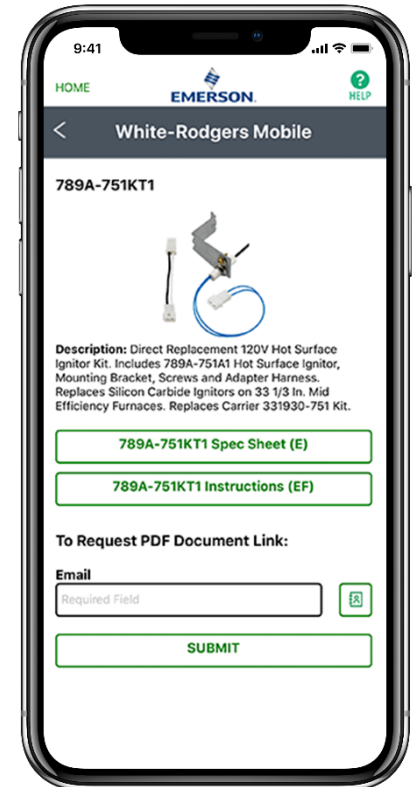 9:41
HOME
EMERSON.
HELP
White-Rodgers Mobile
789A-751KT1
Description: Direct Replacement 120V Hot Surface
Ignitor Kit. Includes 789A-751A1 Hot Surface Ignitor,
Mounting Bracket, Screws and Adapter Harness.
Replaces Silicon Carbide Ignitors on 33 1/3 In. Mid
Efficiency Furnaces. Replaces Carrier 331930-751 Kit.
789A-751KT1 Spec Sheet (E)
789A-751KT1 Instructions (EF)
To Request PDF Document Link:
Email
Required Field
SUBMIT